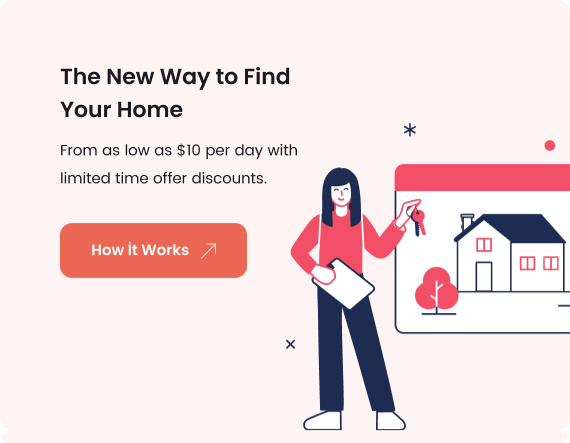 The New Way to Find
Your Home
From as low as $10 per day with
limited time offer discounts.
How İt Works